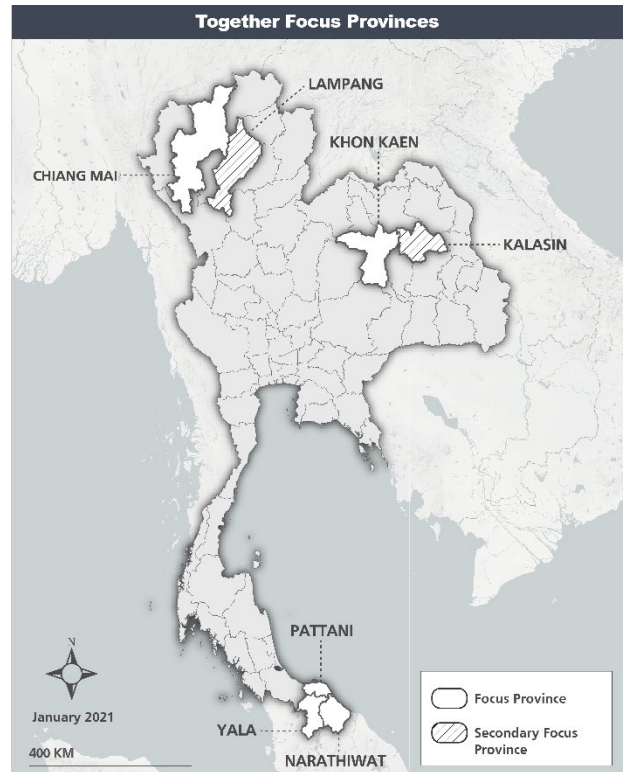 Together Focus Provinces
LAMPANG
KHON KAEN
CHIANG MAI
KALASIN
PATTANI
N
January 2021
YALA
400 KM
NARATHIWAT
Focus Province
Secondary Focus
Province